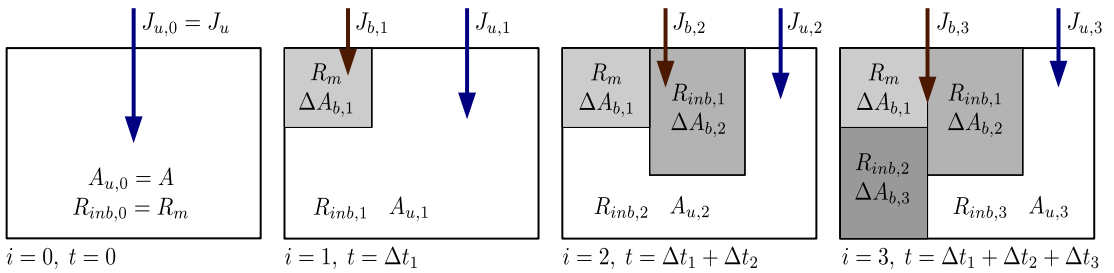 J_{u,0} = J_u
A_{u,0} = A
R_{inb,0} = R_m
i = 0, t = 0
J_{b,1}
J_{u,1}
R_m
ΔA_{b,1}
R_{inb,1} A_{u,1}
i = 1, t = Δt_1
J_{b,2}
J_{u,2}
R_m
ΔA_{b,1}
R_{inb,1}
ΔA_{b,2}
R_{inb,2} A_{u,2}
i = 2, t = Δt_1 + Δt_2
J_{b,3}
J_{u,3}
R_m
ΔA_{b,1}
R_{inb,1}
ΔA_{b,2}
R_{inb,2}
ΔA_{b,3}
R_{inb,3} A_{u,3}
i = 3, t = Δt_1 + Δt_2 + Δt_3